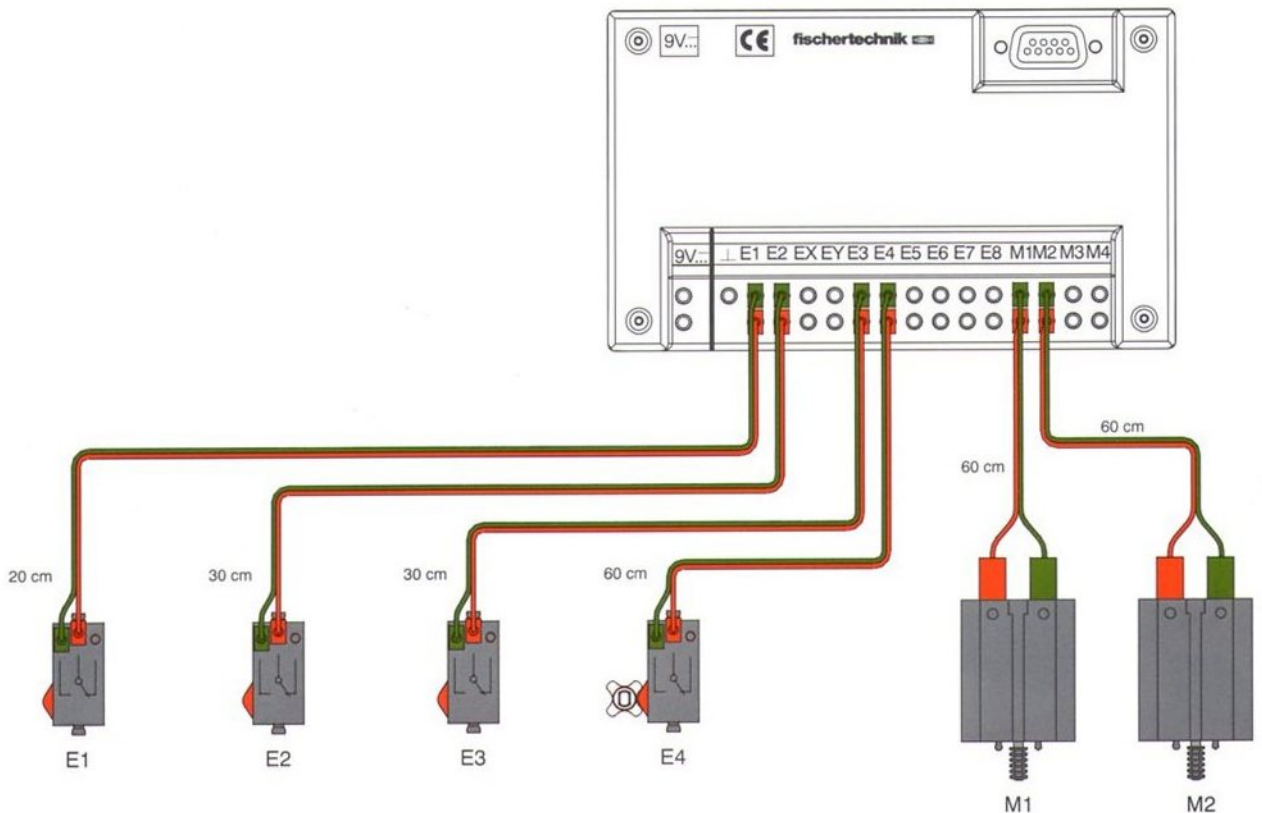 9V
CE
fischertechnik
9V
⊥ E1 E2 EX EY E3 E4 E5 E6 E7 E8 M1 M2 M3 M4
60 cm
60 cm
20 cm
30 cm
30 cm
60 cm
E1
E2
E3
E4
M1
M2